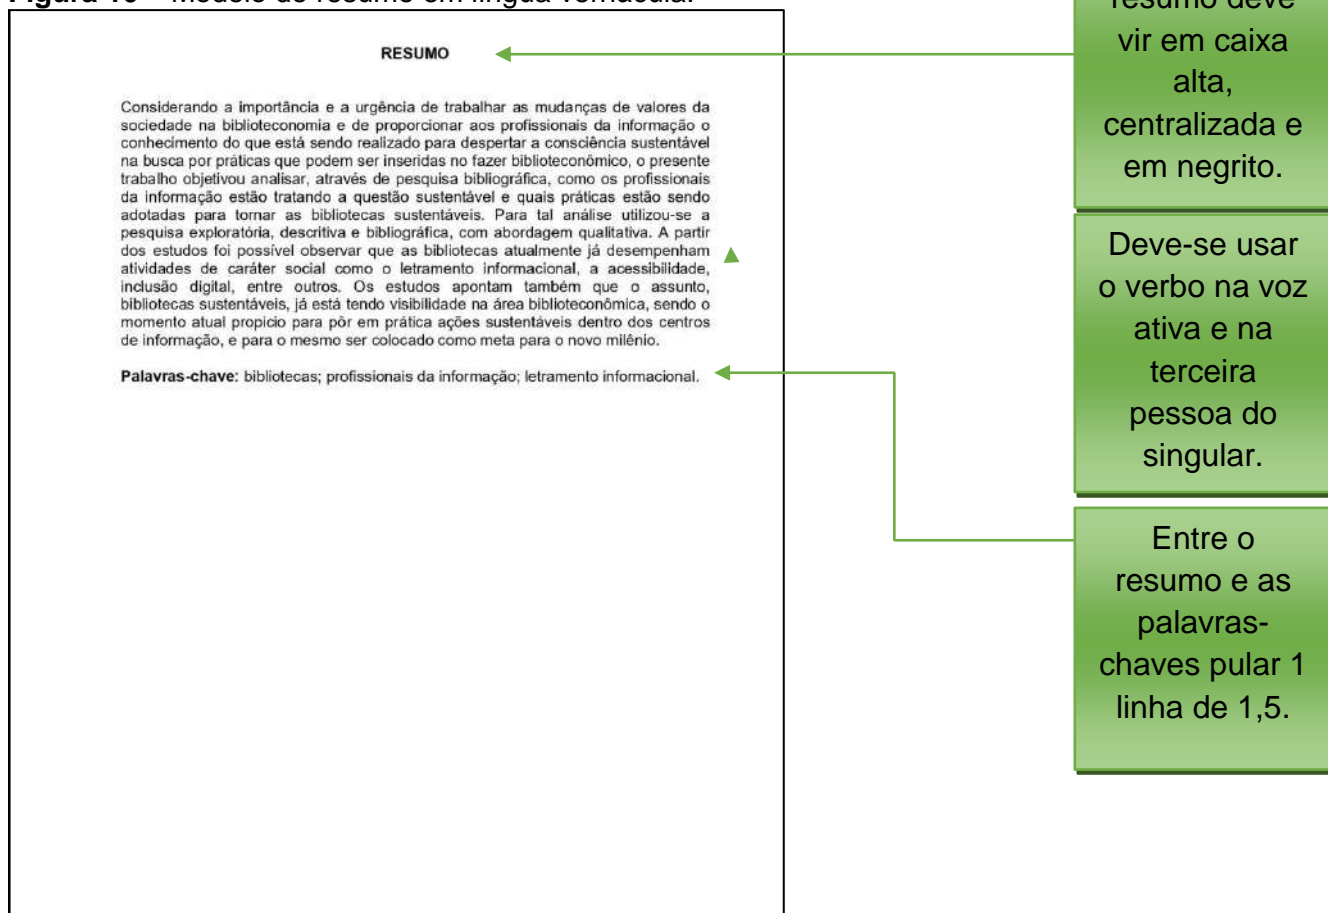 RESUMO
Considerando a importância e a urgência de trabalhar as mudanças de valores da
sociedade na biblioteconomia e de proporcionar aos profissionais da informação o
conhecimento do que está sendo realizado para despertar a consciência sustentável
na busca por práticas que podem ser inseridas no fazer biblioteconômico, o presente
trabalho objetivou analisar, através de pesquisa bibliográfica, como os profissionais
da informação estão tratando a questão sustentável e quais práticas estão sendo
adotadas para tornar as bibliotecas sustentáveis. Para tal análise utilizou-se a
pesquisa exploratória, descritiva e bibliográfica, com abordagem qualitativa. A partir
dos estudos foi possível observar que as bibliotecas atualmente já desempenham
atividades de caráter social como o letramento informacional, a acessibilidade,
inclusão digital, entre outros. Os estudos apontam também que o assunto,
bibliotecas sustentáveis, já está tendo visibilidade na área biblioteconômica, sendo o
momento atual propicio para pôr em prática ações sustentáveis dentro dos centros
de informação, e para o mesmo ser colocado como meta para o novo milênio.
Palavras-chave: bibliotecas; profissionais da informação; letramento informacional.
resumo deve
vir em caixa
alta,
centralizada e
em negrito.
Deve-se usar
o verbo na voz
ativa e na
terceira
pessoa do
singular.
Entre o
resumo e as
palavras-
chaves pular 1
linha de 1,5.